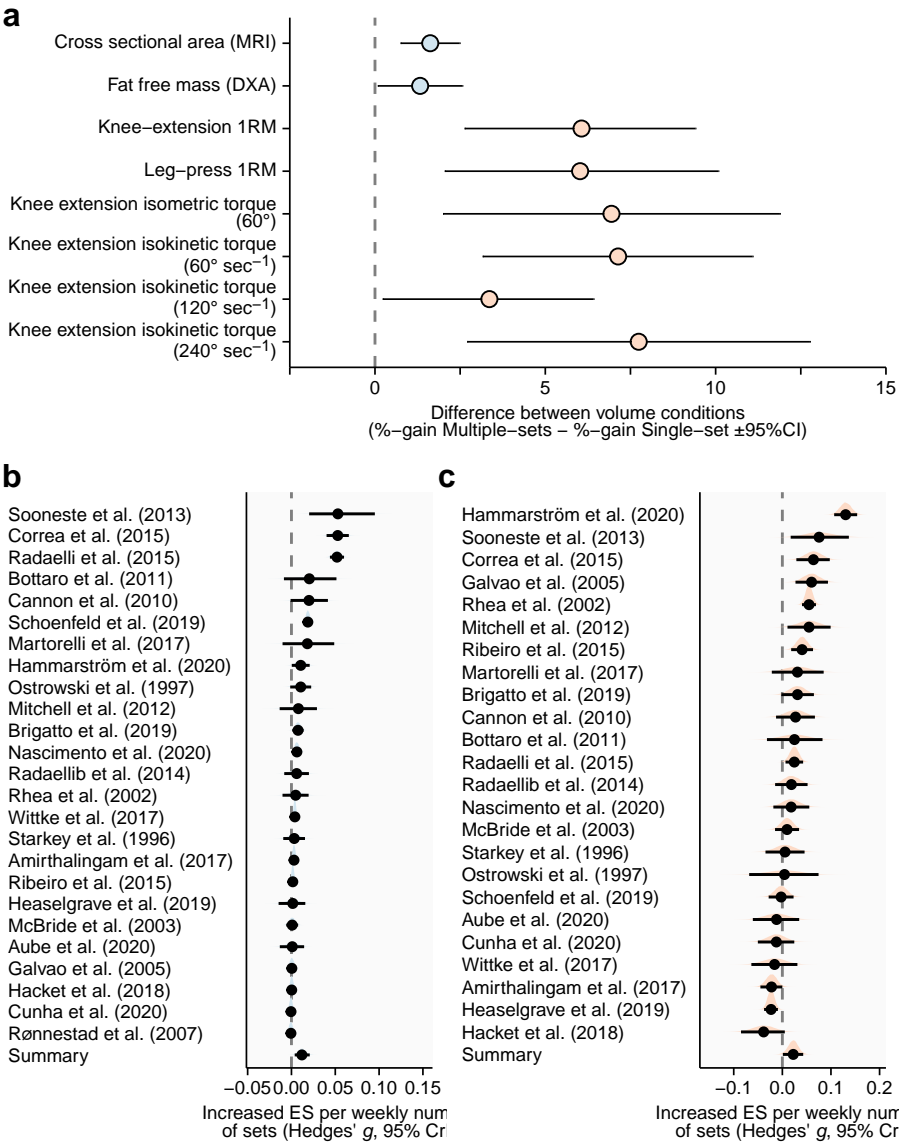 a
Cross sectional area (MRI)
Fat free mass (DXA)
Knee−extension 1RM
Leg−press 1RM
Knee extension isometric torque
(60°)
Knee extension isokinetic torque
(60° sec−1)
Knee extension isokinetic torque
(120° sec−1)
Knee extension isokinetic torque
(240° sec−1)
0 5 10 15
Difference between volume conditions
(%−gain Multiple−sets − %−gain Single−set ±95%CI)
b
Sooneste et al. (2013)
Correa et al. (2015)
Radaelli et al. (2015)
Bottaro et al. (2011)
Cannon et al. (2010)
Schoenfeld et al. (2019)
Martorelli et al. (2017)
Hammarström et al. (2020)
Ostrowski et al. (1997)
Mitchell et al. (2012)
Brigatto et al. (2019)
Nascimento et al. (2020)
Radaellib et al. (2014)
Rhea et al. (2002)
Wittke et al. (2017)
Starkey et al. (1996)
Amirthalingam et al. (2017)
Ribeiro et al. (2015)
Heaselgrave et al. (2019)
McBride et al. (2003)
Aube et al. (2020)
Galvao et al. (2005)
Hacket et al. (2018)
Cunha et al. (2020)
Rønnestad et al. (2007)
Summary
−0.05 0.00 0.05 0.10 0.15
Increased ES per weekly num
of sets (Hedges' g, 95% Cr
c
Hammarström et al. (2020)
Sooneste et al. (2013)
Correa et al. (2015)
Galvao et al. (2005)
Rhea et al. (2002)
Mitchell et al. (2012)
Ribeiro et al. (2015)
Martorelli et al. (2017)
Brigatto et al. (2019)
Cannon et al. (2010)
Bottaro et al. (2011)
Radaelli et al. (2015)
Radaellib et al. (2014)
Nascimento et al. (2020)
McBride et al. (2003)
Starkey et al. (1996)
Ostrowski et al. (1997)
Schoenfeld et al. (2019)
Aube et al. (2020)
Cunha et al. (2020)
Wittke et al. (2017)
Amirthalingam et al. (2017)
Heaselgrave et al. (2019)
Hacket et al. (2018)
Summary
−0.1 0.0 0.1 0.2
Increased ES per weekly num
of sets (Hedges' g, 95% Cr